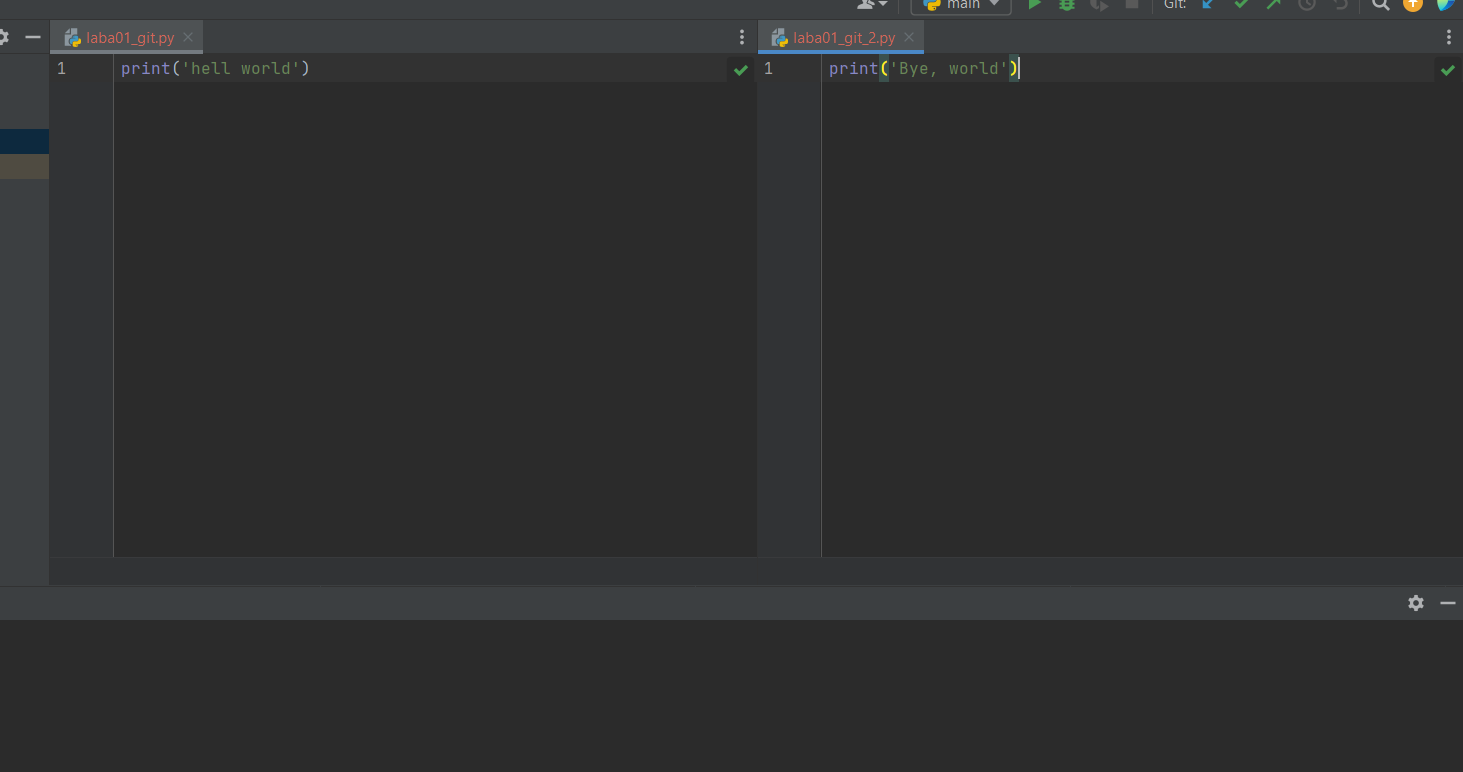 main Git:
laba01_git.py
laba01_git_2.py
1 print('hell world')
1 print('Bye, world')